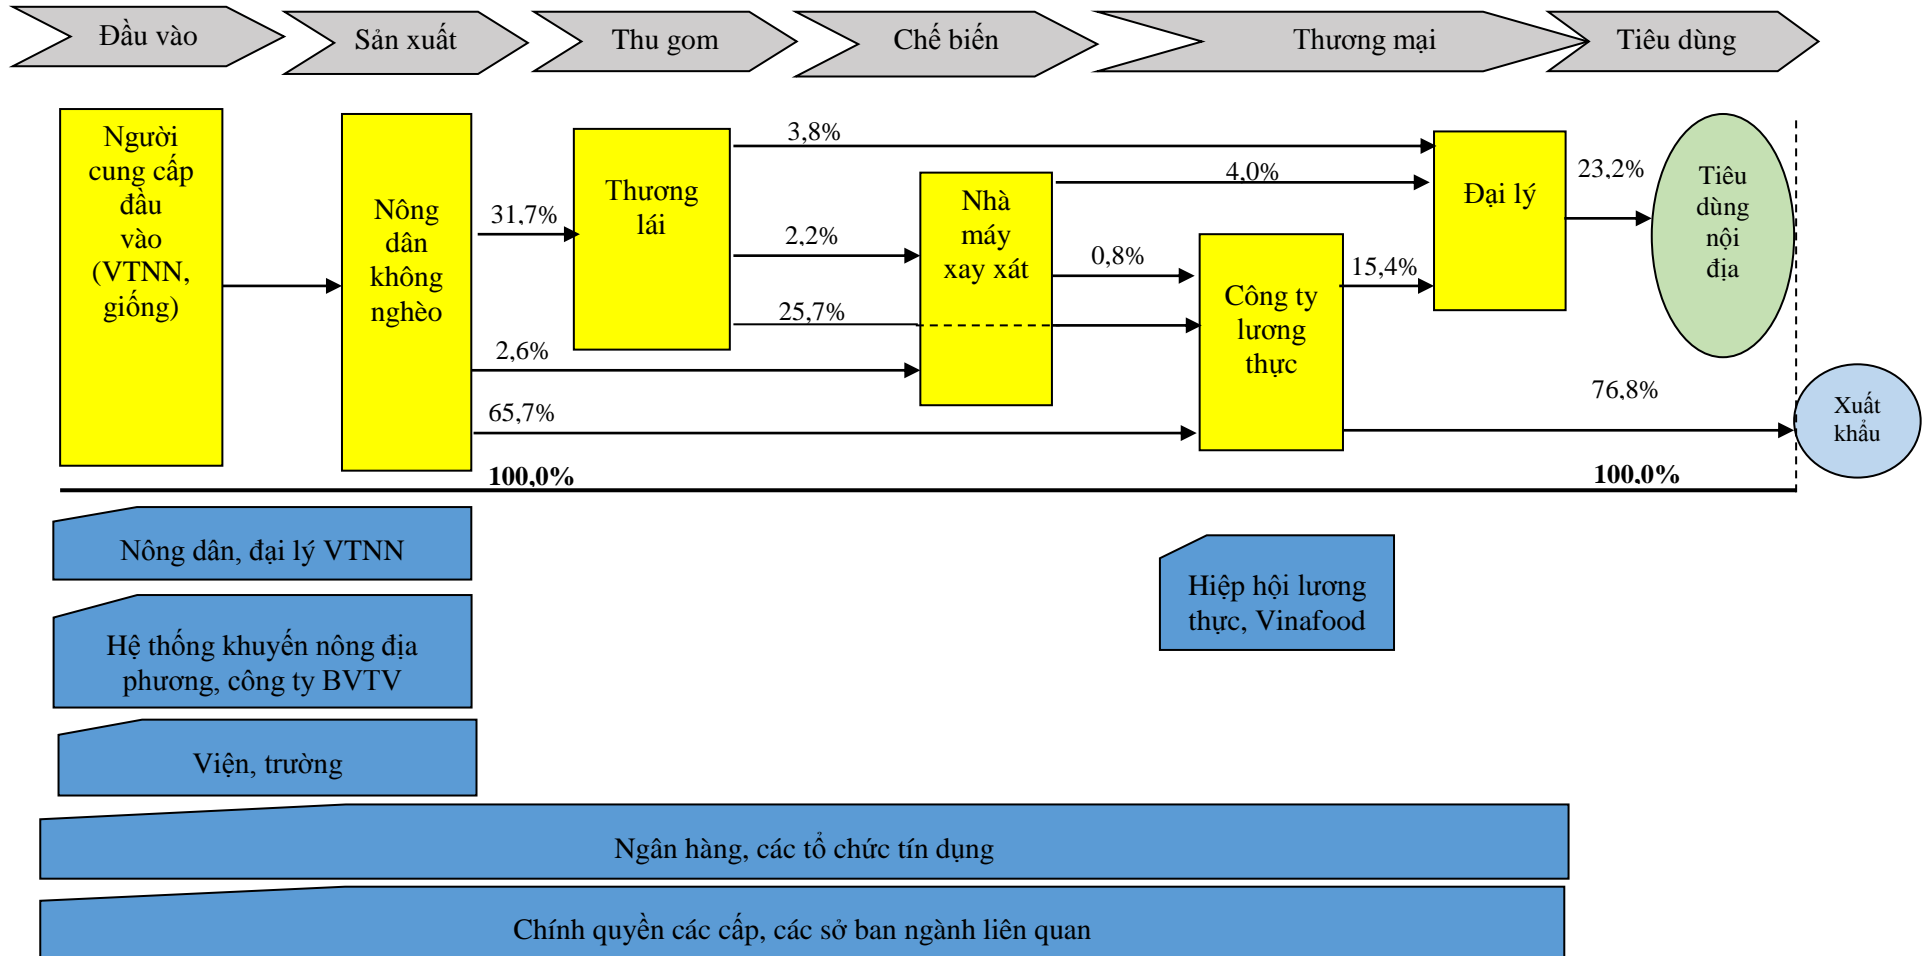 Đầu vào
Sản xuất
Thu gom
Chế biến
Thương mại
Tiêu dùng
Người
cung cấp
đầu
vào
(VTNN,
giống)
Nông
dân
không
nghèo
31,7%
2,6%
65,7%
100,0%
Thương
lái
3,8%
2,2%
25,7%
Nhà
máy
xay xát
4,0%
0,8%
Công ty
lương
thực
15,4%
Đại lý
23,2%
76,8%
100,0%
Tiêu
dùng
nội
địa
Xuất
khẩu
Nông dân, đại lý VTNN
Hiệp hội lương
thực, Vinafood
Hệ thống khuyến nông địa
phương, công ty BVTV
Viện, trường
Ngân hàng, các tổ chức tín dụng
Chính quyền các cấp, các sở ban ngành liên quan